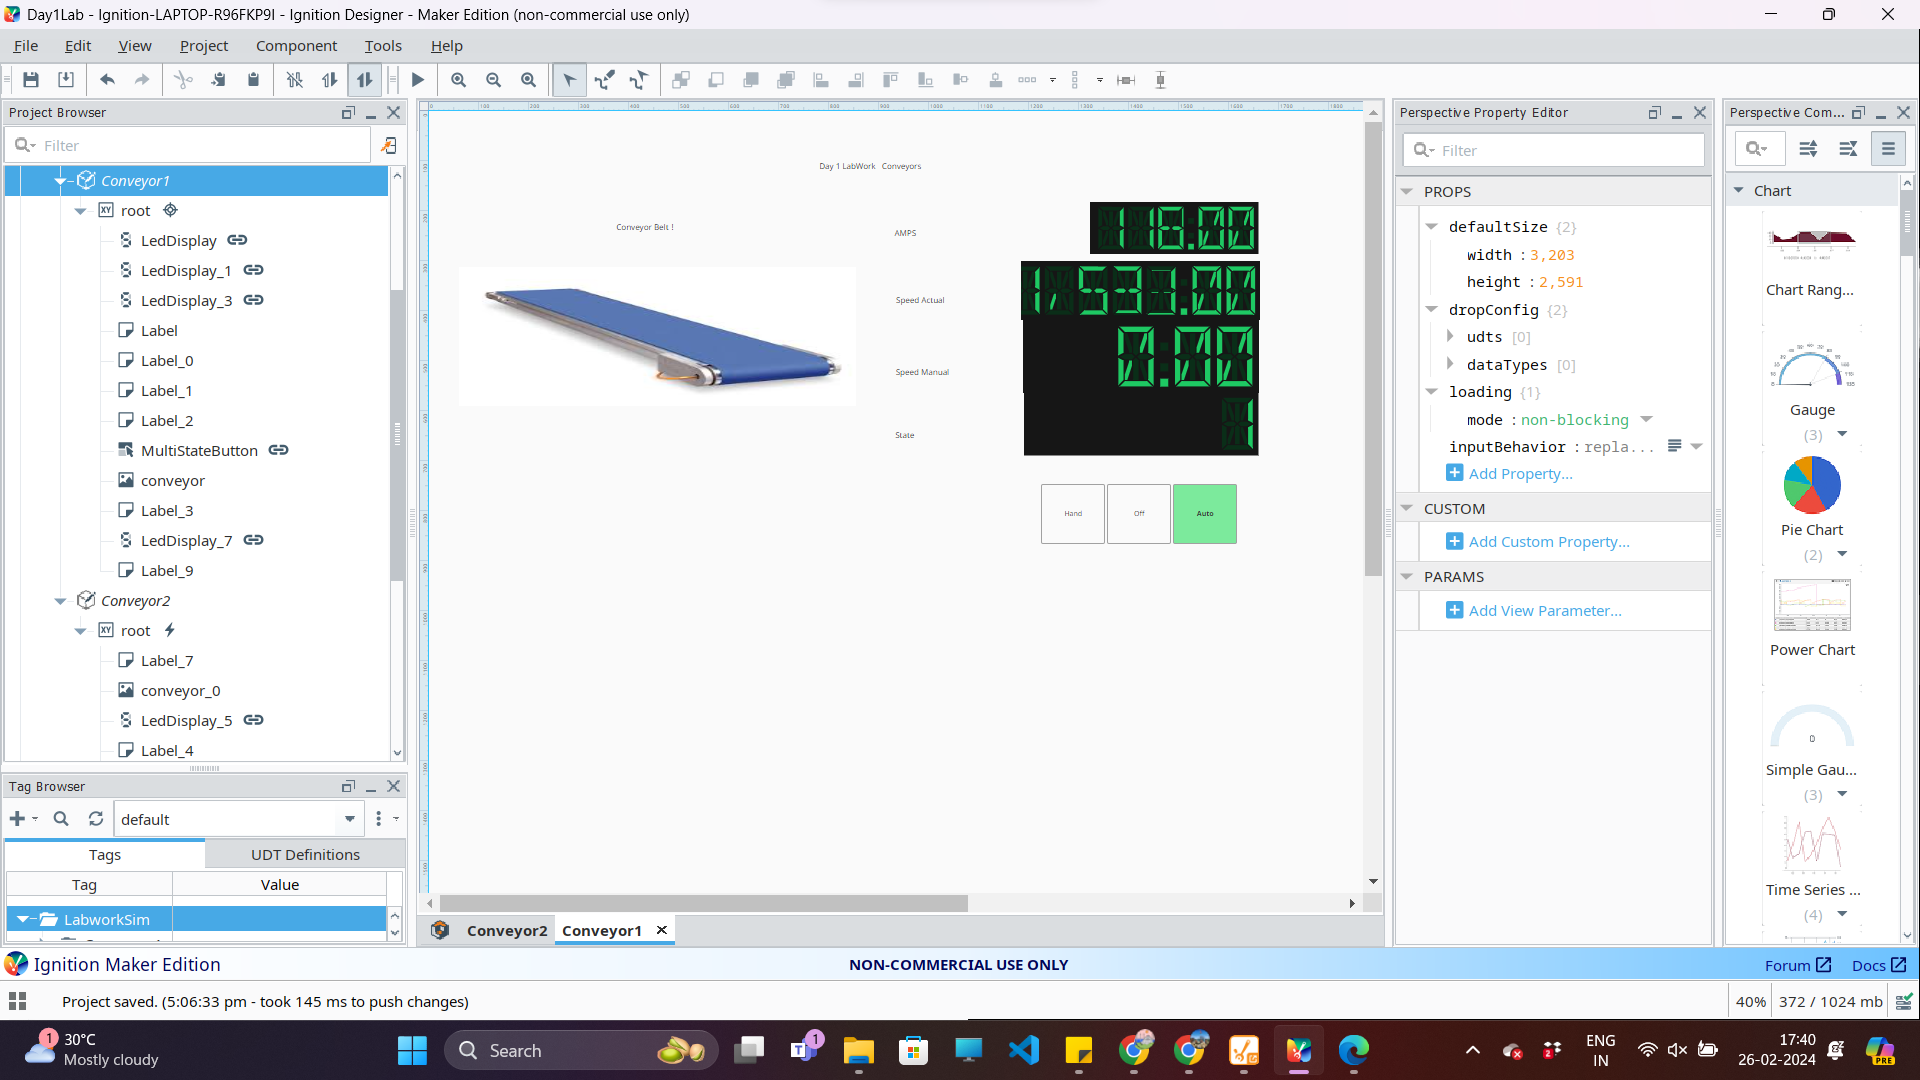 Day1Lab - Ignition-LAPTOP-R96FKP9I - Ignition Designer - Maker Edition (non-commercial use only)
File Edit View Project Component Tools Help
Project Browser
Filter
Conveyor1
root
LedDisplay
LedDisplay_1
LedDisplay_3
Label
Label_0
Label_1
Label_2
MultiStateButton
conveyor
Label_3
LedDisplay_7
Label_9
Conveyor2
root
Label_7
conveyor_0
LedDisplay_5
Label_4
Tag Browser
default
Tags UDT Definitions
Tag Value
LabworkSim
Day 1 LabWork Conveyors
Conveyor Belt !
AMPS
116.00
Speed Actual
Speed Manual
0.00
State
1
Hand Off Auto
Conveyor2 Conveyor1
Perspective Property Editor
Filter
PROPS
defaultSize {2}
width : 3,203
height : 2,591
dropConfig {2}
udts [0]
dataTypes [0]
loading {1}
mode : non-blocking
inputBehavior : repla...
Add Property...
CUSTOM
Add Custom Property...
PARAMS
Add View Parameter...
Perspective Com...
Chart
Chart Rang...
Gauge
(3)
Pie Chart
(2)
Power Chart
0
Simple Gau...
(3)
Time Series ...
(4)
Ignition Maker Edition
NON-COMMERCIAL USE ONLY
Forum Docs
Project saved. (5:06:33 pm - took 145 ms to push changes)
40% 372 / 1024 mb
1
30°C
Mostly cloudy
Search
1
2
ENG
IN
17:40
26-02-2024
PRE